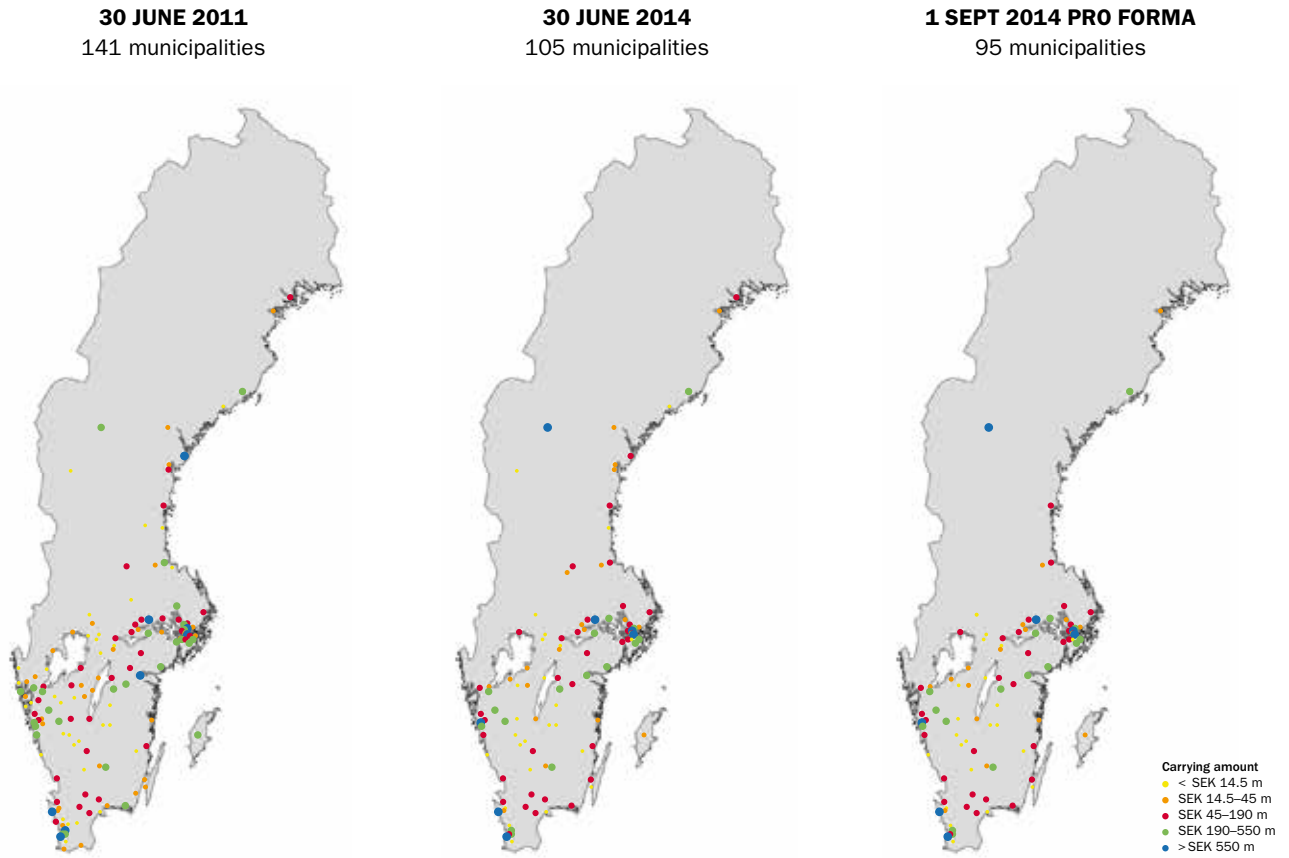 30 JUNE 2011
141 municipalities
30 JUNE 2014
105 municipalities
1 SEPT 2014 PRO FORMA
95 municipalities
Carrying amount
< SEK 14.5 m
SEK 14.5–45 m
SEK 45–190 m
SEK 190–550 m
>SEK 550 m